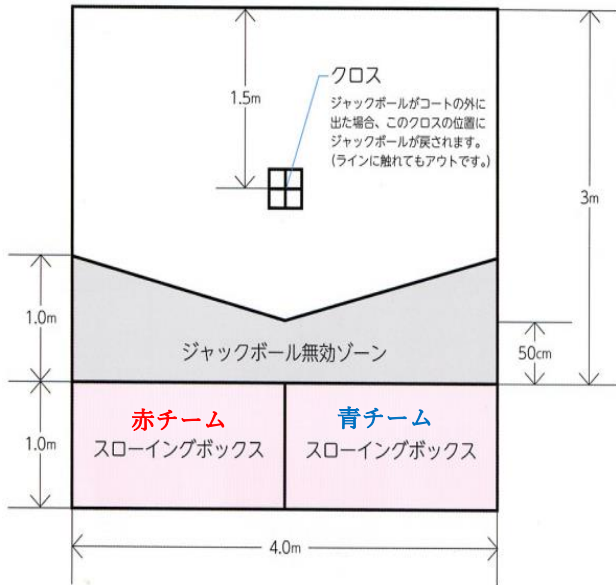 クロス
1.5m
ジャックボールがコートの外に
出た場合、このクロスの位置に
ジャックボールが戻されます。
(ラインに触れてもアウトです。)
3m
1.0m
ジャックボール無効ゾーン
50cm
赤チーム
スローイングボックス
青チーム
スローイングボックス
1.0m
4.0m